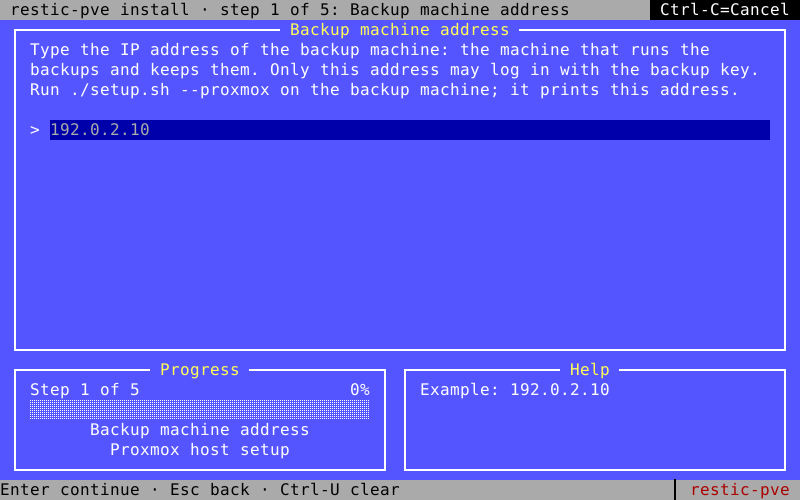 restic-pve install · step 1 of 5: Backup machine address
Ctrl-C=Cancel
Backup machine address
Type the IP address of the backup machine: the machine that runs the
backups and keeps them. Only this address may log in with the backup key.
Run ./setup.sh --proxmox on the backup machine; it prints this address.
> 192.0.2.10
Progress
Step 1 of 5 0%
Backup machine address
Proxmox host setup
Help
Example: 192.0.2.10
Enter continue · Esc back · Ctrl-U clear
restic-pve